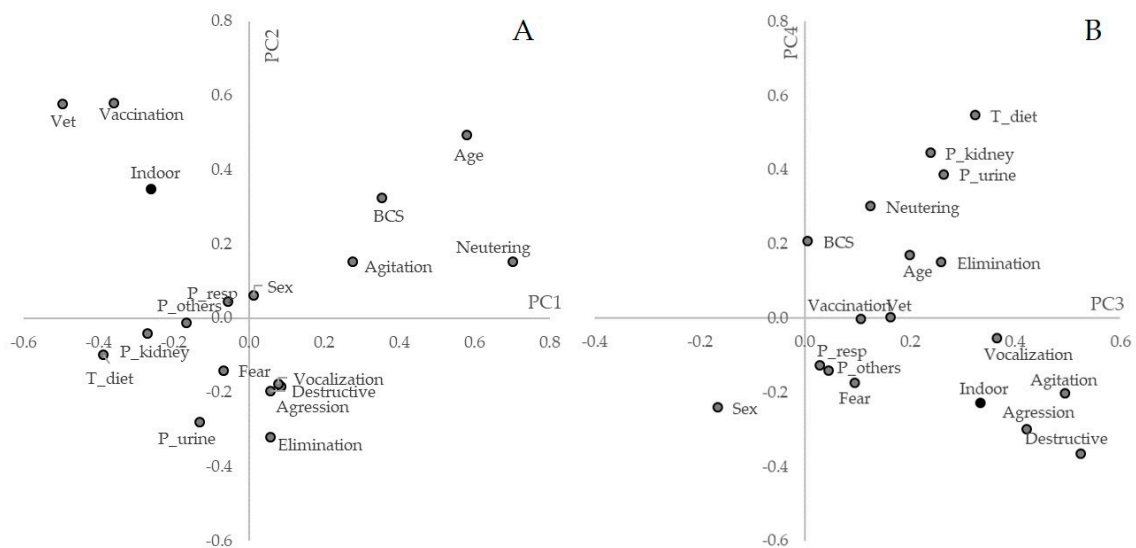 A
PC2
0.8
0.6
0.4
0.2
0.0
-0.2
-0.4
-0.6
-0.6
-0.4
-0.2
0.0
0.2
0.4
0.6
0.8
PC1
Vet
Vaccination
Indoor
Age
BCS
Neutering
Agitation
Sex
P_resp
P_others
P_kidney
T_diet
Fear
Vocalization
Destructive
Agression
P_urine
Elimination
B
PC4
0.8
0.6
0.4
0.2
0.0
-0.2
-0.4
-0.6
-0.4
-0.2
0.0
0.2
0.4
0.6
PC3
T_diet
P_kidney
P_urine
Neutering
BCS
Age
Elimination
Vaccination
Vet
Vocalization
P_resp
P_others
Fear
Indoor
Agitation
Agression
Destructive
Sex